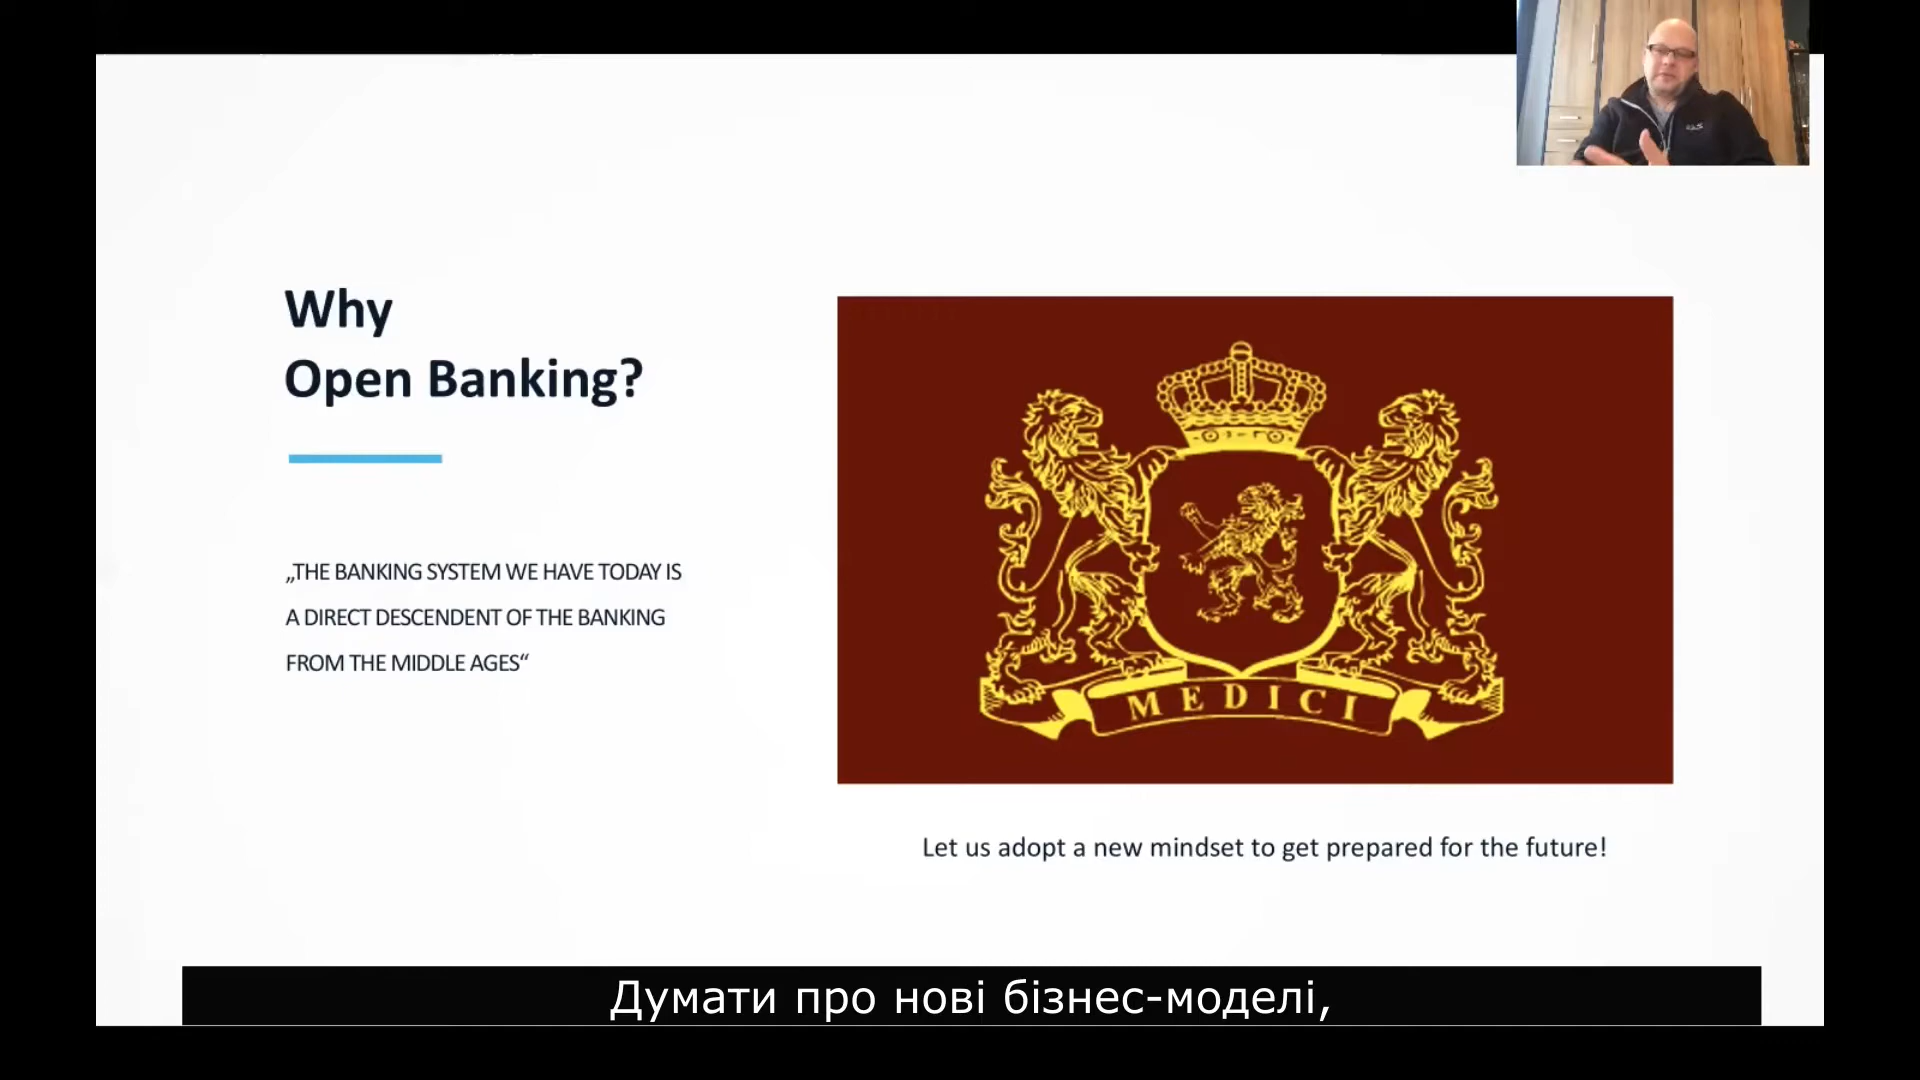 Why
Open Banking?
„THE BANKING SYSTEM WE HAVE TODAY IS
A DIRECT DESCENDENT OF THE BANKING
FROM THE MIDDLE AGES“
MEDICI
Let us adopt a new mindset to get prepared for the future!
Думати про нові бізнес-моделі,